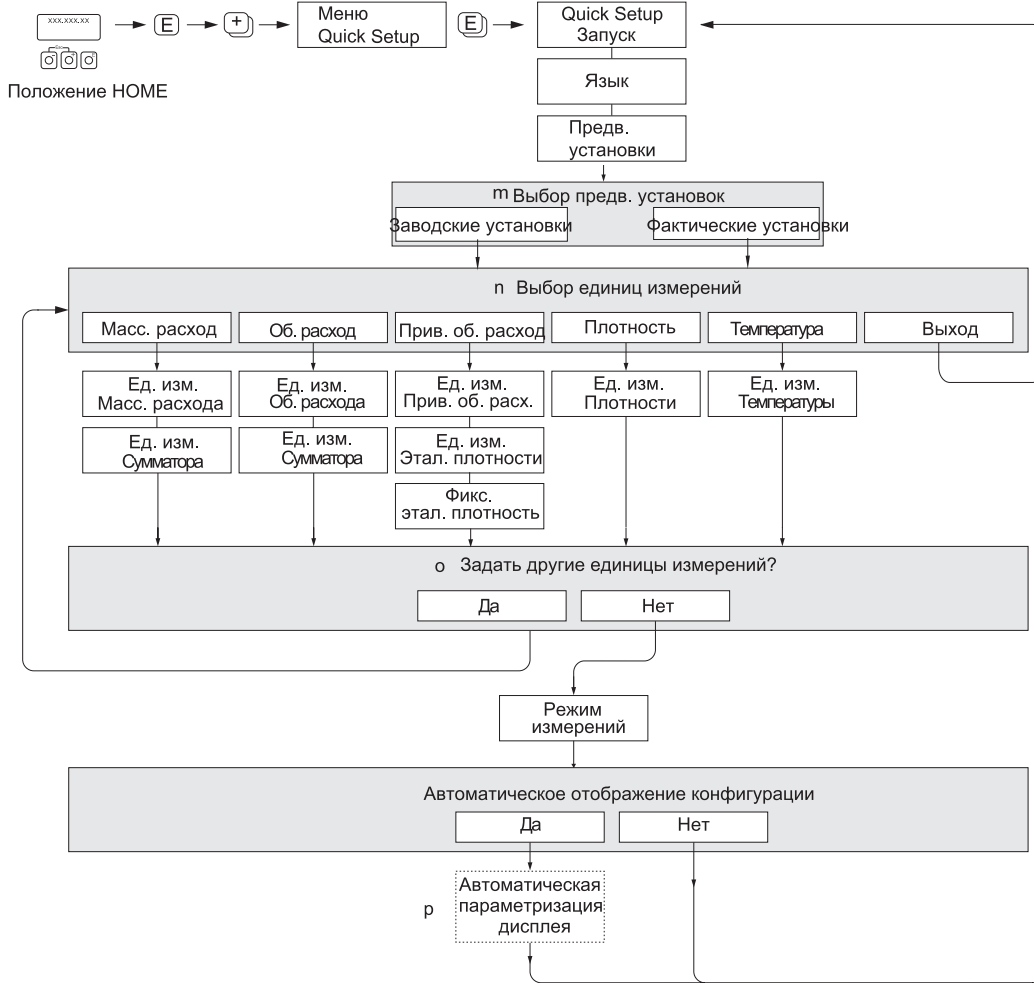 xxx.xxx.xx
Esc
E
+
Меню
Quick Setup
E
Quick Setup
Запуск
Положение HOME
Язык
Предв.
установки
m Выбор предв. установок
Заводские установки
Фактические установки
n Выбор единиц измерений
Масс. расход
Об. расход
Прив. об. расход
Плотность
Температура
Выход
Ед. изм.
Масс. расхода
Ед. изм.
Об. расхода
Ед. изм.
Прив. об. расх.
Ед. изм.
Плотности
Ед. изм.
Температуры
Ед. изм.
Сумматора
Ед. изм.
Сумматора
Ед. изм.
Этал. плотности
Фикс.
этал. плотность
o Задать другие единицы измерений?
Да
Нет
Режим
измерений
Автоматическое отображение конфигурации
Да
Нет
p
Автоматическая
параметризация
дисплея